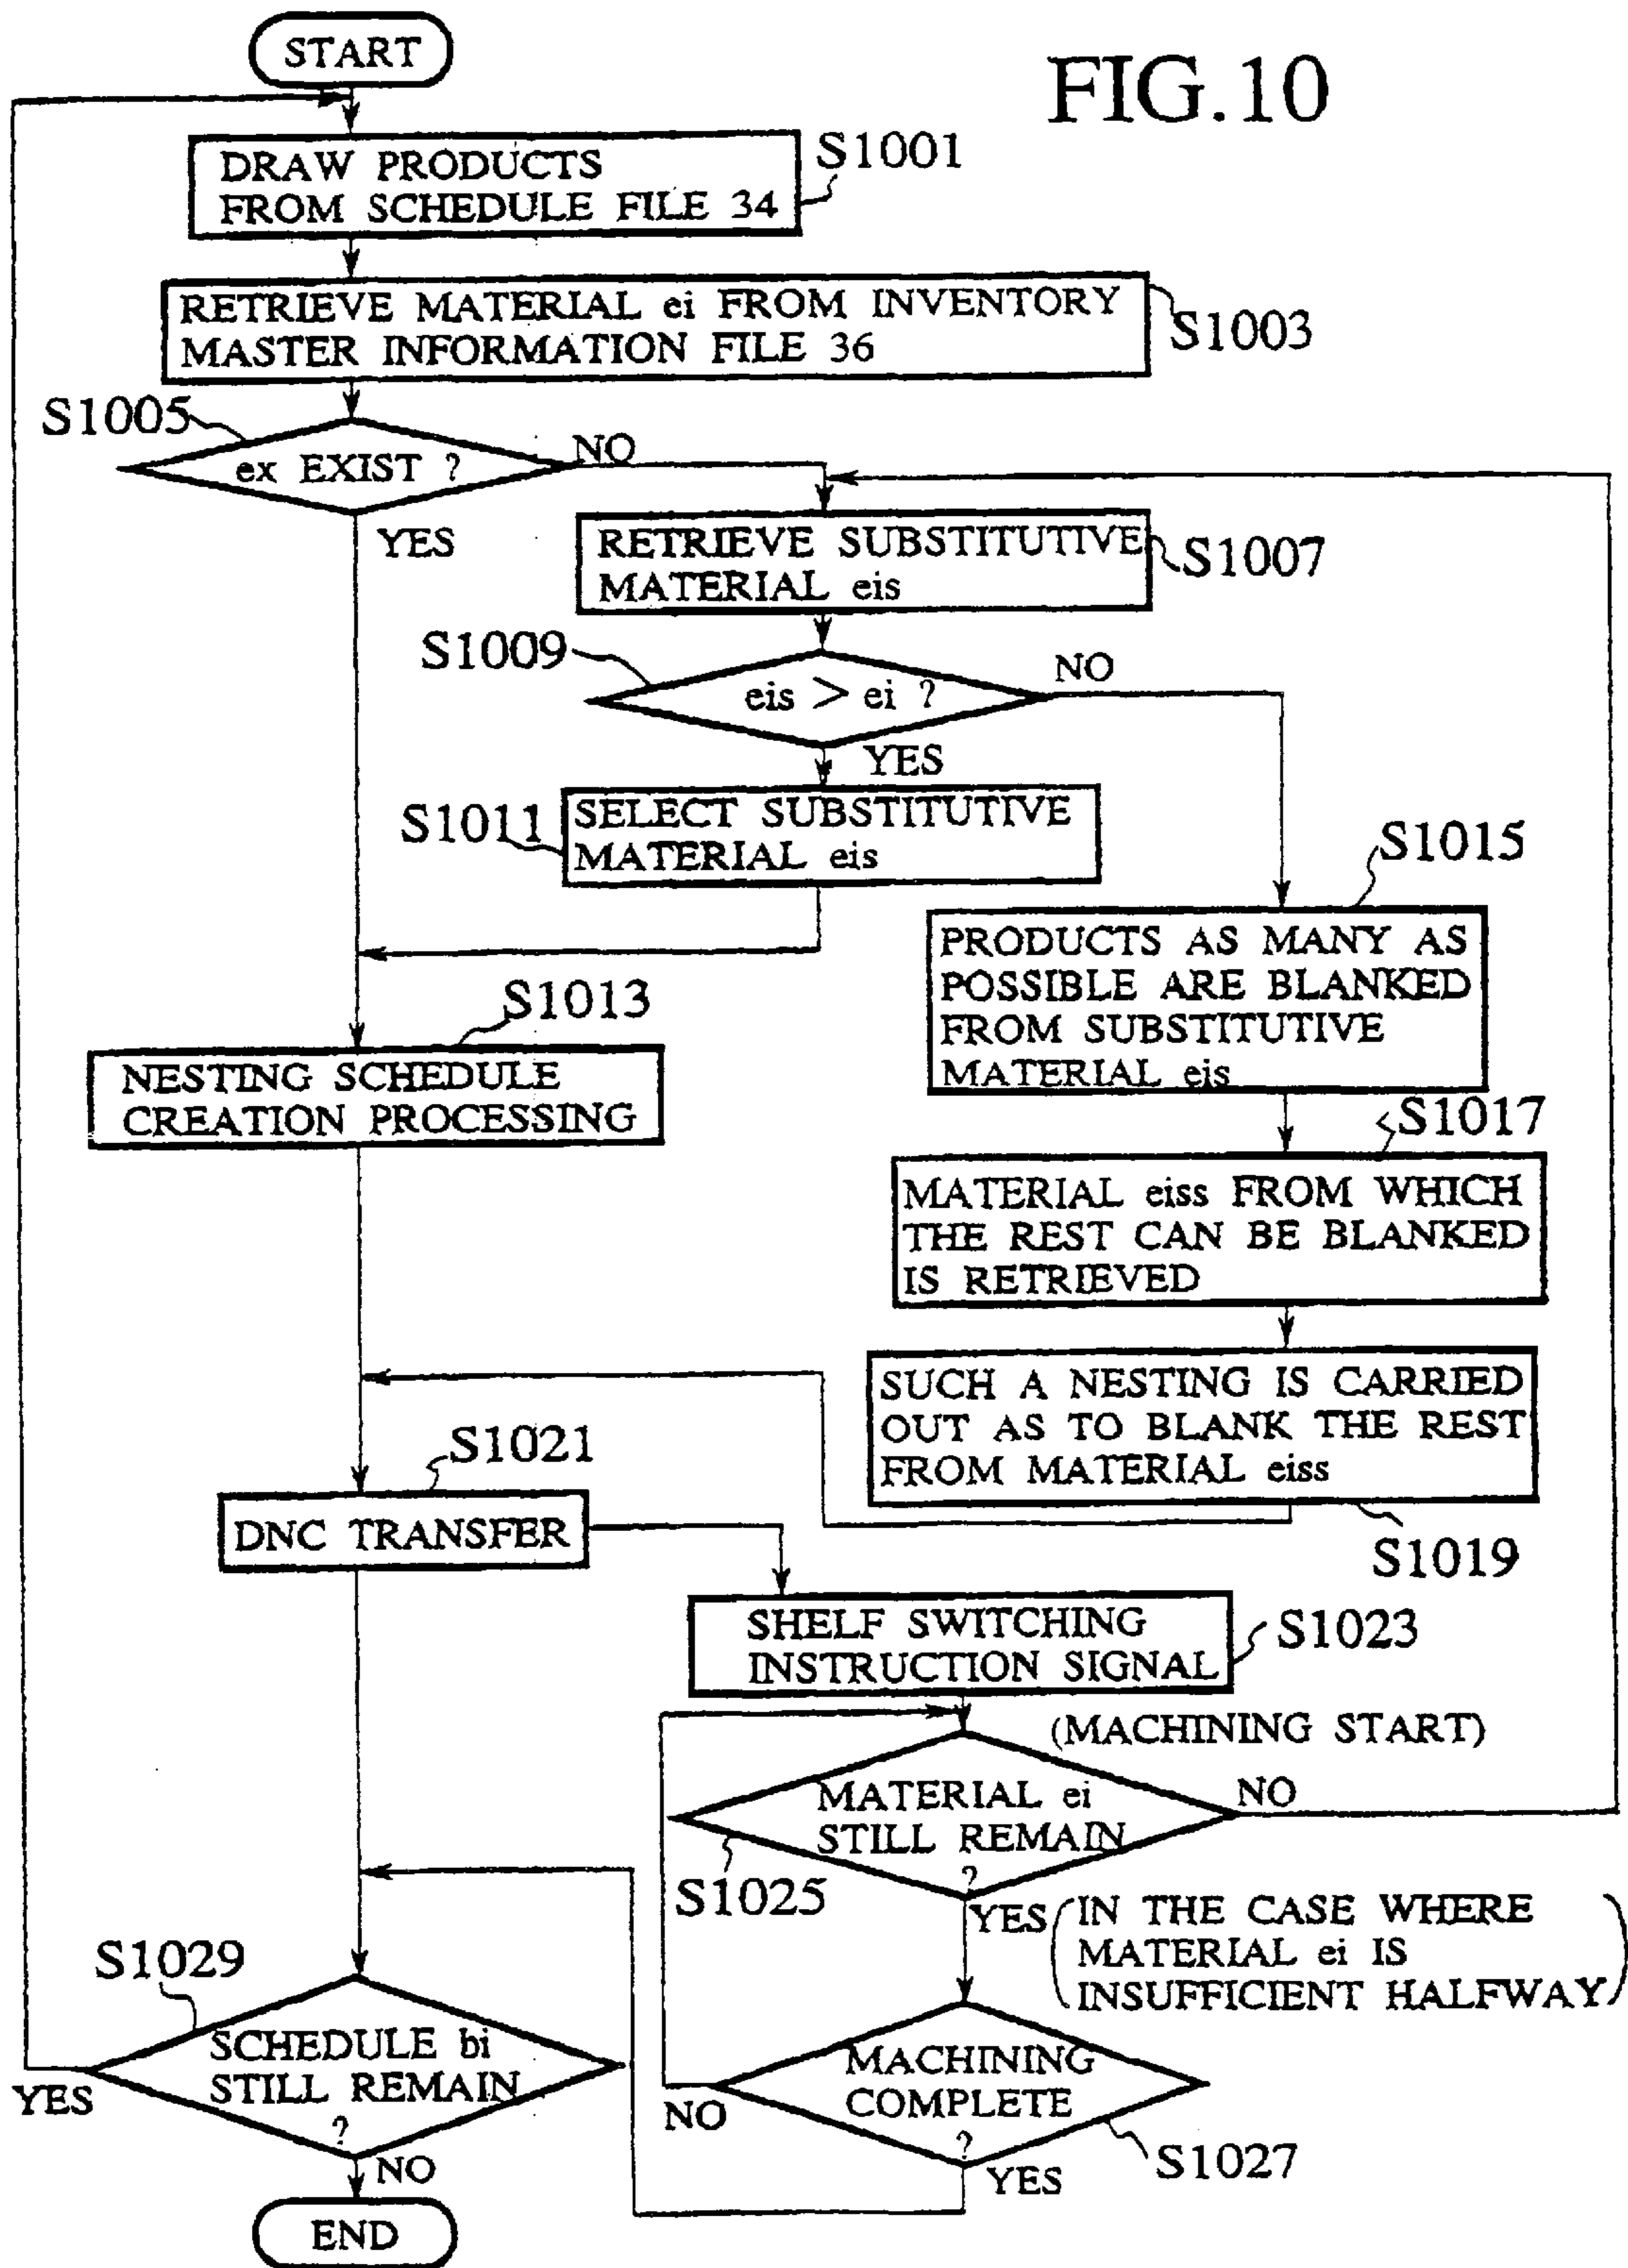 START
FIG.10
DRAW PRODUCTS
FROM SCHEDULE FILE 34
S1001
RETRIEVE MATERIAL ei FROM INVENTORY
MASTER INFORMATION FILE 36
S1003
S1005
ex EXIST ?
NO
YES
RETRIEVE SUBSTITUTIVE
MATERIAL eis
S1007
S1009
eis > ei ?
NO
YES
S1011
SELECT SUBSTITUTIVE
MATERIAL eis
S1015
PRODUCTS AS MANY AS
POSSIBLE ARE BLANKED
FROM SUBSTITUTIVE
MATERIAL eis
S1013
NESTING SCHEDULE
CREATION PROCESSING
S1017
MATERIAL eiss FROM WHICH
THE REST CAN BE BLANKED
IS RETRIEVED
SUCH A NESTING IS CARRIED
OUT AS TO BLANK THE REST
FROM MATERIAL eiss
S1019
S1021
DNC TRANSFER
SHELF SWITCHING
INSTRUCTION SIGNAL
S1023
(MACHINING START)
MATERIAL ei
STILL REMAIN
?
NO
S1025
YES
(IN THE CASE WHERE
MATERIAL ei IS
INSUFFICIENT HALFWAY)
S1029
SCHEDULE bi
STILL REMAIN
?
YES
NO
MACHINING
COMPLETE
?
NO
S1027
YES
END